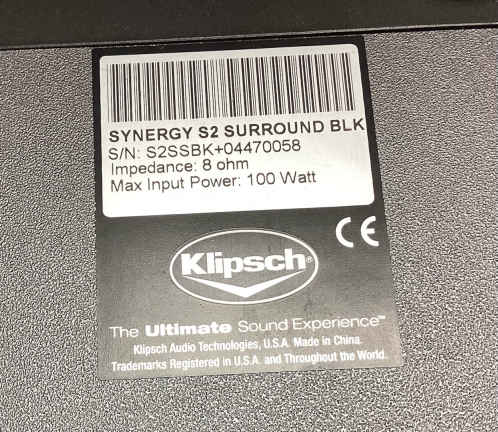 SYNERGY S2 SURROUND BLK
S/N: S2SSBK+04470058
Impedance: 8 ohm
Max Input Power: 100 Watt
CE
Klipsch®
The Ultimate Sound Experience™
Klipsch Audio Technologies, U.S.A. Made in China.
Trademarks Registered in U.S.A. and Throughout the World.